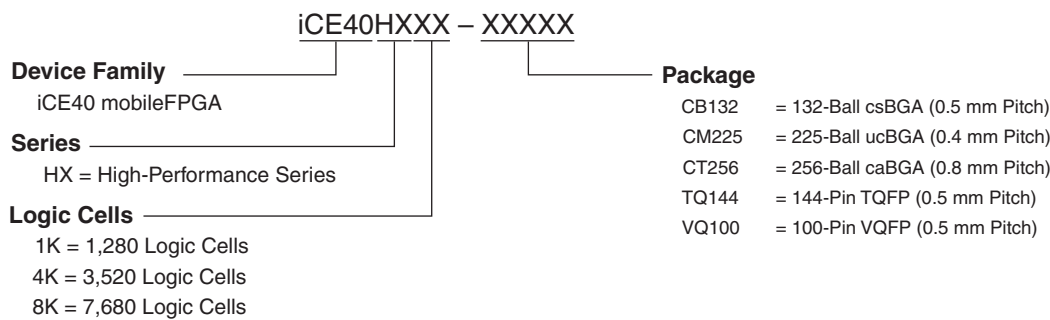 iCE40HXXX – XXXXX
Device Family
iCE40 mobileFPGA
Series
HX = High-Performance Series
Logic Cells
1K = 1,280 Logic Cells
4K = 3,520 Logic Cells
8K = 7,680 Logic Cells
Package
CB132 = 132-Ball csBGA (0.5 mm Pitch)
CM225 = 225-Ball ucBGA (0.4 mm Pitch)
CT256 = 256-Ball caBGA (0.8 mm Pitch)
TQ144 = 144-Pin TQFP (0.5 mm Pitch)
VQ100 = 100-Pin VQFP (0.5 mm Pitch)